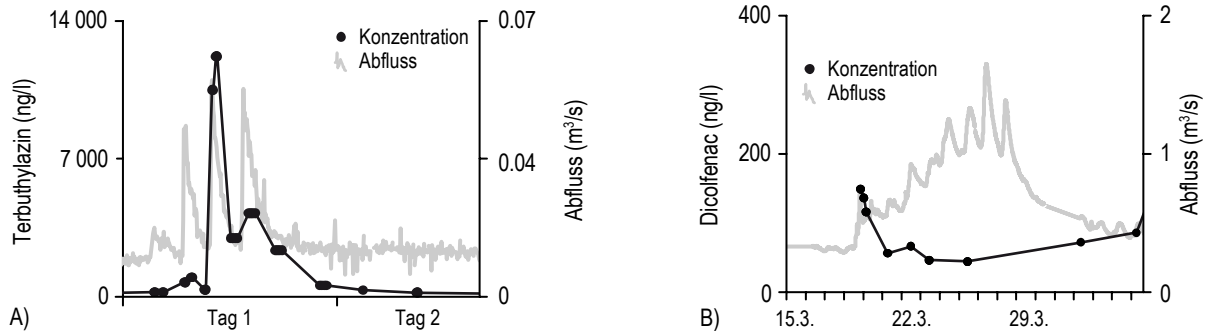 14 000
7 000
0
Terbuthylazin (ng/l)
Konzentration
Abfluss
0.07
0.04
0
Abfluss (m³/s)
Tag 1
Tag 2
A)
400
200
0
Dicolfenac (ng/l)
Konzentration
Abfluss
2
1
0
Abfluss (m³/s)
15.3.
22.3.
29.3.
B)